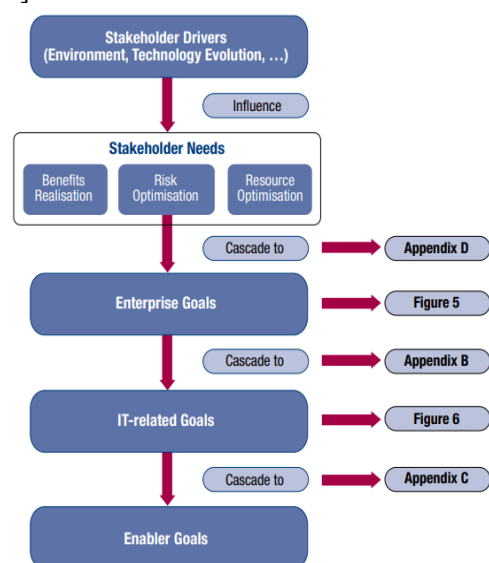 ]
Stakeholder Drivers
(Environment, Technology Evolution, …)
Influence
Stakeholder Needs
Benefits
Realisation
Risk
Optimisation
Resource
Optimisation
Cascade to
Appendix D
Enterprise Goals
Figure 5
Cascade to
Appendix B
IT-related Goals
Figure 6
Cascade to
Appendix C
Enabler Goals